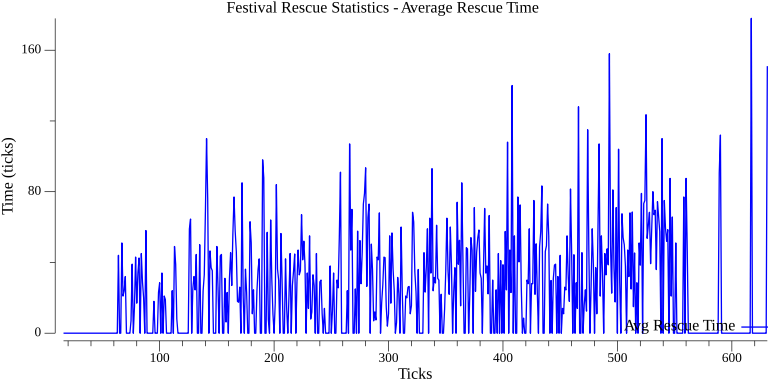 Festival Rescue Statistics - Average Rescue Time
160
80
0
Time (ticks)
Avg Rescue Time
100 200 300 400 500 600
Ticks